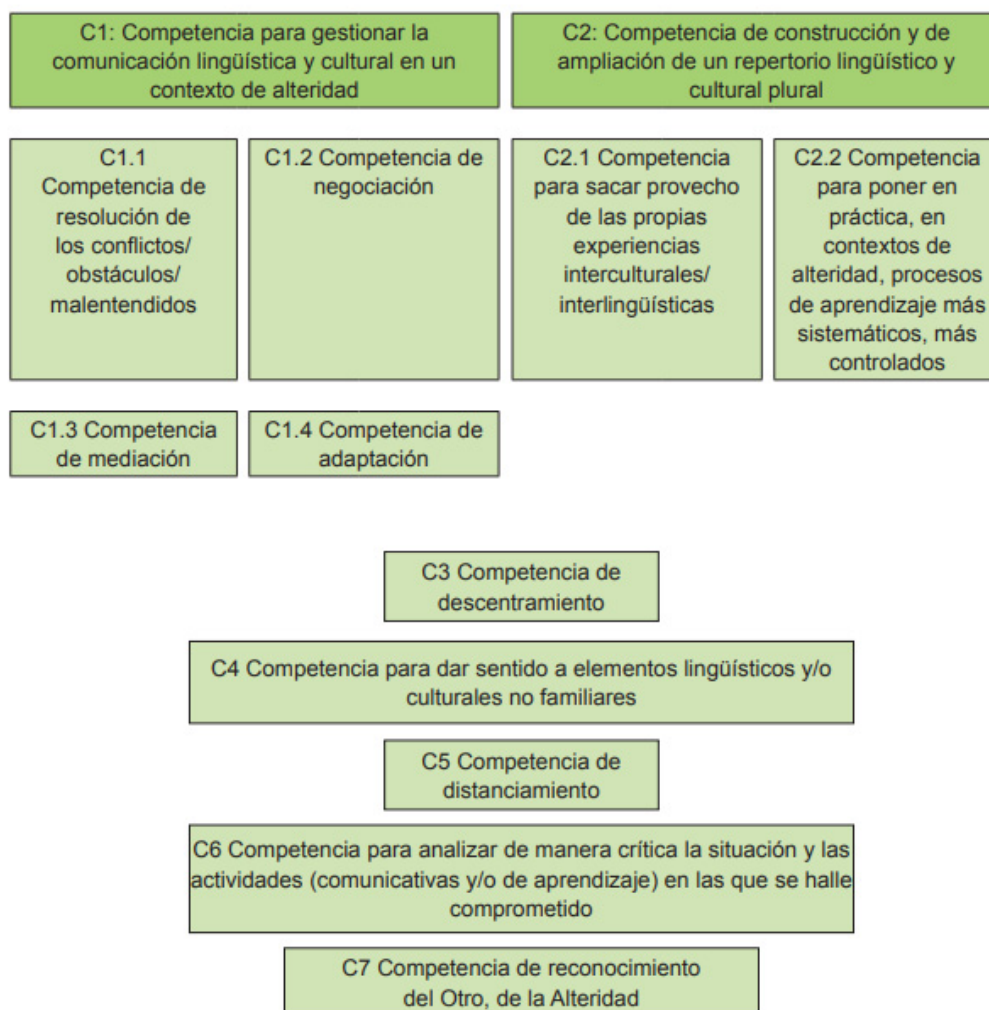 C1: Competencia para gestionar la
comunicación lingüística y cultural en un
contexto de alteridad
C2: Competencia de construcción y de
ampliación de un repertorio lingüístico y
cultural plural
C1.1
Competencia de
resolución de
los conflictos/
obstáculos/
malentendidos
C1.2 Competencia de
negociación
C2.1 Competencia
para sacar provecho
de las propias
experiencias
interculturales/
interlingüísticas
C2.2 Competencia
para poner en
práctica, en
contextos de
alteridad, procesos
de aprendizaje más
sistemáticos, más
controlados
C1.3 Competencia
de mediación
C1.4 Competencia de
adaptación
C3 Competencia de
descentramiento
C4 Competencia para dar sentido a elementos lingüísticos y/o
culturales no familiares
C5 Competencia de
distanciamiento
C6 Competencia para analizar de manera crítica la situación y las
actividades (comunicativas y/o de aprendizaje) en las que se halle
comprometido
C7 Competencia de reconocimiento
del Otro, de la Alteridad